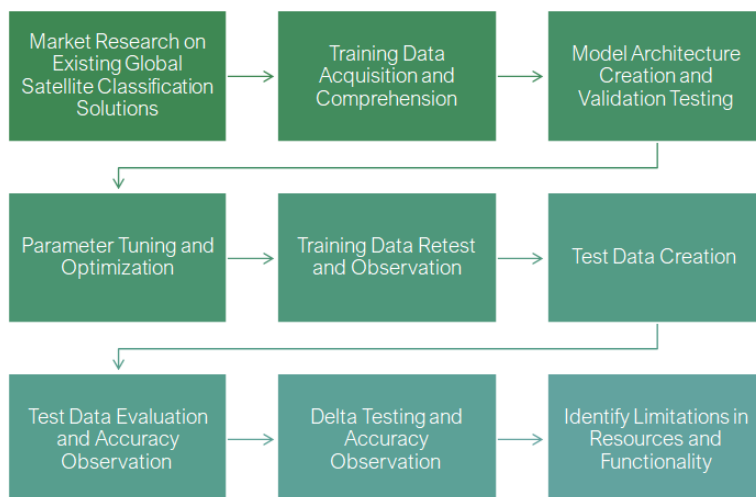 Market Research on
Existing Global
Satellite Classification
Solutions
Training Data
Acquisition and
Comprehension
Model Architecture
Creation and
Validation Testing
Parameter Tuning and
Optimization
Training Data Retest
and Observation
Test Data Creation
Test Data Evaluation
and Accuracy
Observation
Delta Testing and
Accuracy
Observation
Identify Limitations in
Resources and
Functionality